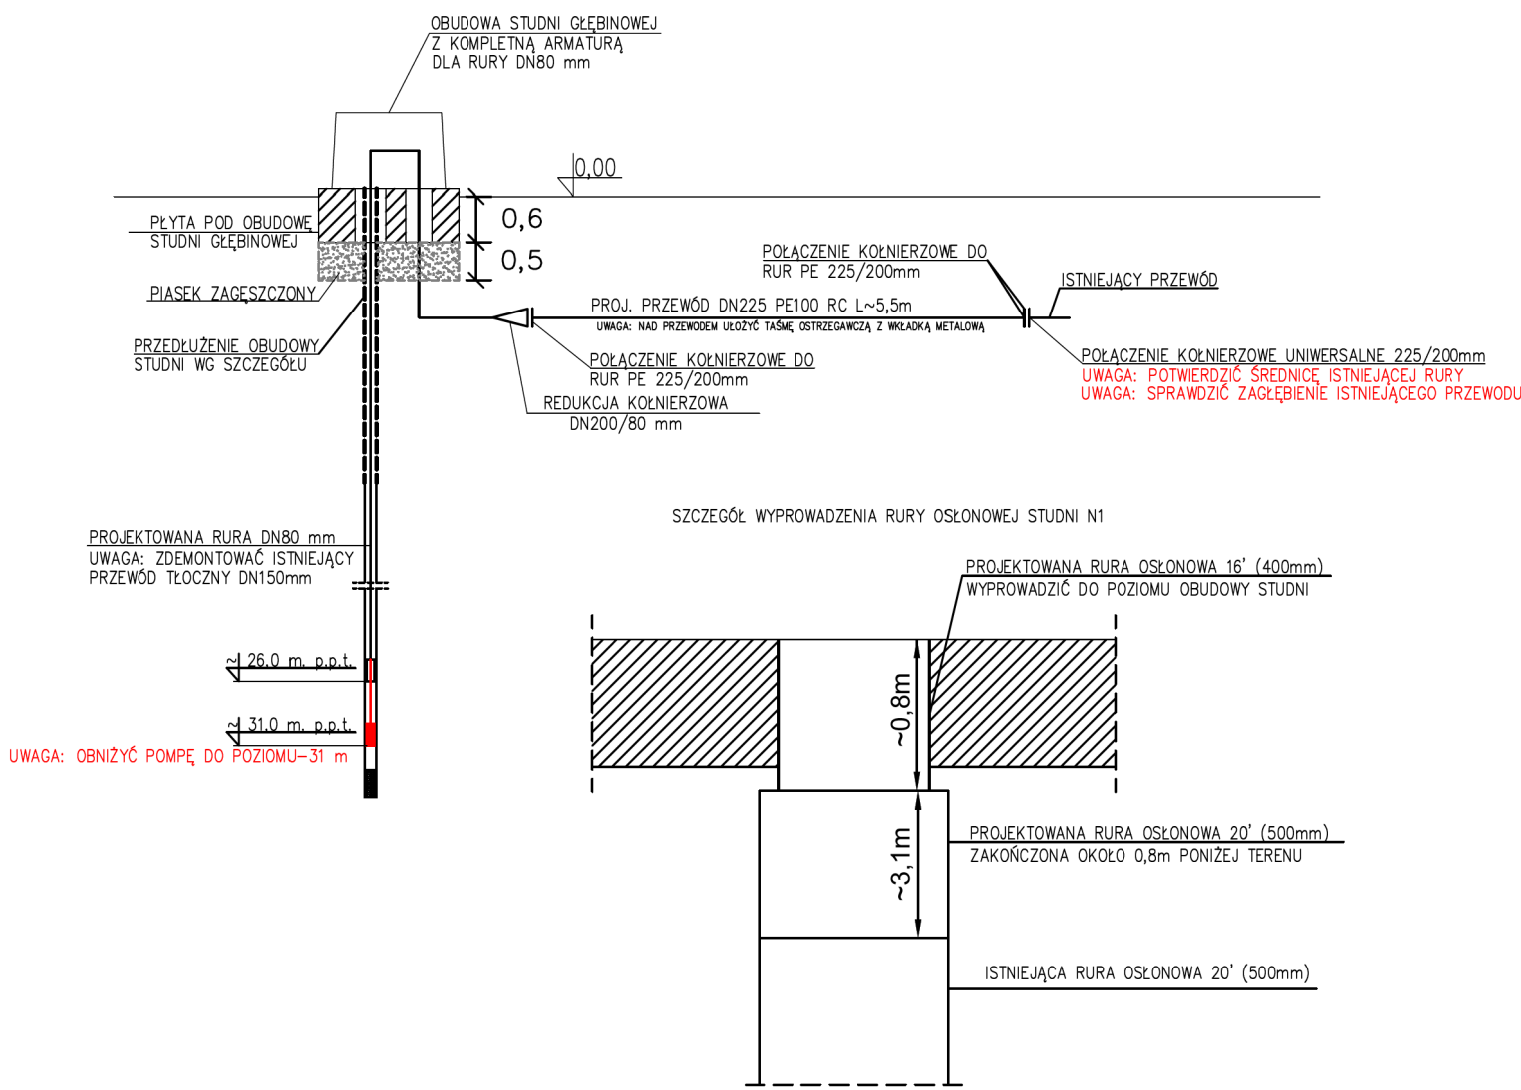 OBUDOWA STUDNI GŁĘBINOWEJ
Z KOMPLETNĄ ARMATURĄ
DLA RURY DN80 mm
0,00
PŁYTA POD OBUDOWĘ
STUDNI GŁĘBINOWEJ
0,6
0,5
PIASEK ZAGĘSZCZONY
PRZEDŁUŻENIE OBUDOWY
STUDNI WG SZCZEGÓŁU
POŁĄCZENIE KOŁNIERZOWE DO
RUR PE 225/200mm
ISTNIEJĄCY PRZEWÓD
PROJ. PRZEWÓD DN225 PE100 RC L~5,5m
UWAGA: NAD PRZEWODEM UŁOŻYĆ TAŚMĘ OSTRZEGAWCZĄ Z WKŁADKĄ METALOWĄ
POŁĄCZENIE KOŁNIERZOWE DO
RUR PE 225/200mm
REDUKCJA KOŁNIERZOWA
DN200/80 mm
POŁĄCZENIE KOŁNIERZOWE UNIWERSALNE 225/200mm
UWAGA: POTWIERDZIĆ ŚREDNICĘ ISTNIEJĄCEJ RURY
UWAGA: SPRAWDZIĆ ZAGŁĘBIENIE ISTNIEJĄCEGO PRZEWODU
PROJEKTOWANA RURA DN80 mm
UWAGA: ZDEMONTOWAĆ ISTNIEJĄCY
PRZEWÓD TŁOCZNY DN150mm
~ 26.0 m. p.p.t.
~ 31.0 m. p.p.t.
UWAGA: OBNIŻYĆ POMPĘ DO POZIOMU-31 m
SZCZEGÓŁ WYPROWADZENIA RURY OSŁONOWEJ STUDNI N1
PROJEKTOWANA RURA OSŁONOWA 16' (400mm)
WYPROWADZIĆ DO POZIOMU OBUDOWY STUDNI
~0,8m
~3,1m
PROJEKTOWANA RURA OSŁONOWA 20' (500mm)
ZAKOŃCZONA OKOŁO 0,8m PONIŻEJ TERENU
ISTNIEJĄCA RURA OSŁONOWA 20' (500mm)